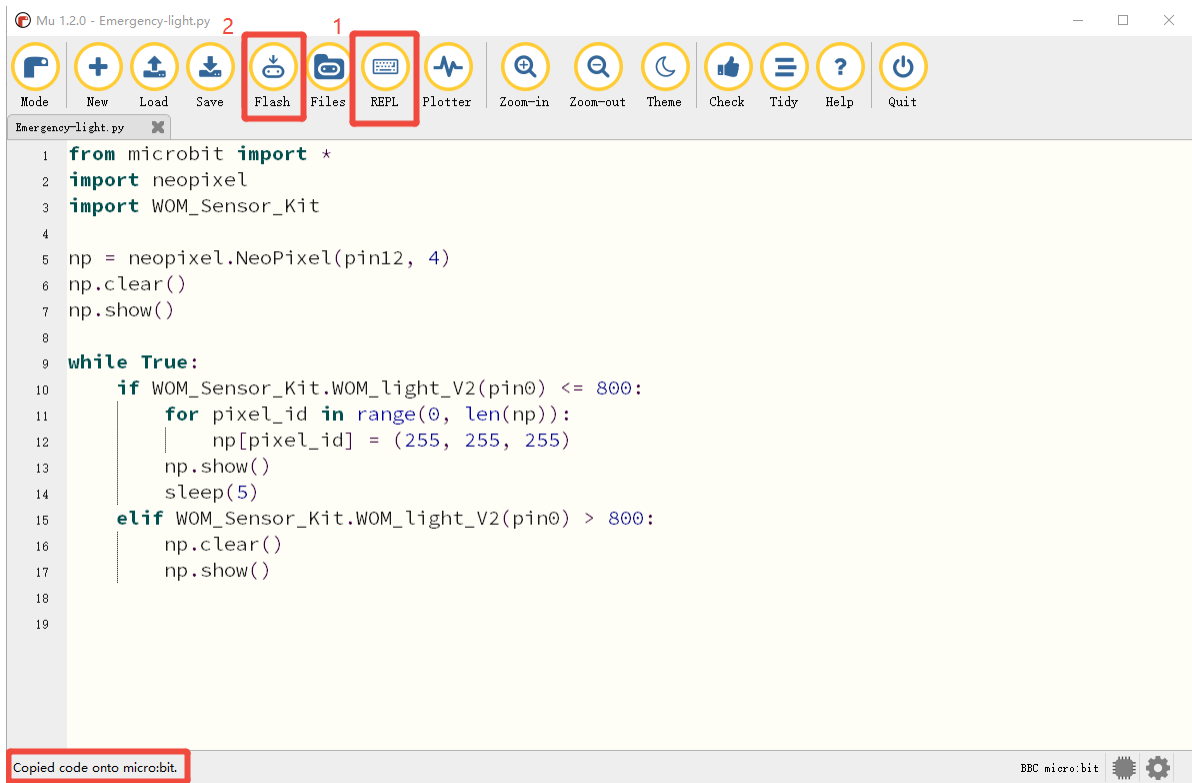 Mu 1.2.0 - Emergency-light.py
2 1
Mode New Load Save Flash Files REPL Plotter Zoom-in Zoom-out Theme Check Tidy Help Quit
Emergency-light.py
1 from microbit import *
2 import neopixel
3 import WOM_Sensor_Kit
4
5 np = neopixel.NeoPixel(pin12, 4)
6 np.clear()
7 np.show()
8
9 while True:
10     if WOM_Sensor_Kit.WOM_light_V2(pin0) <= 800:
11         for pixel_id in range(0, len(np)):
12             np[pixel_id] = (255, 255, 255)
13         np.show()
14         sleep(5)
15     elif WOM_Sensor_Kit.WOM_light_V2(pin0) > 800:
16         np.clear()
17         np.show()
18
19
Copied code onto micro:bit. BBC micro:bit